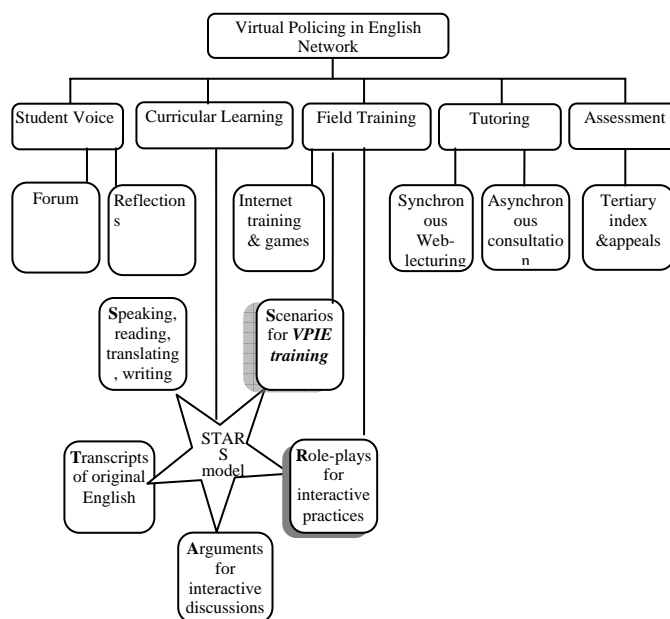 Virtual Policing in English
Network
Student Voice
Curricular Learning
Field Training
Tutoring
Assessment
Forum
Reflection
s
Internet
training
& games
Synchron
ous
Web-
lecturing
Asynchron
ous
consultatio
n
Tertiary
index
&appeals
Speaking,
reading,
translating
, writing
Scenarios
for VPIE
training
STAR
S
model
Transcripts
of original
English
Role-plays
for
interactive
practices
Arguments
for
interactive
discussions